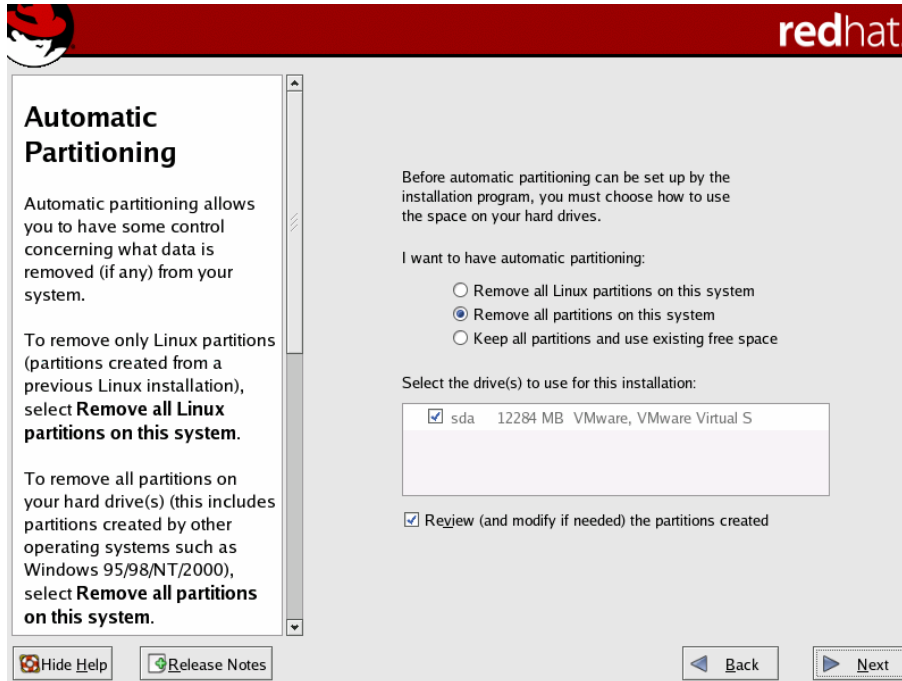 redhat.
Automatic
Partitioning
Automatic partitioning allows
you to have some control
concerning what data is
removed (if any) from your
system.
To remove only Linux partitions
(partitions created from a
previous Linux installation),
select Remove all Linux
partitions on this system.
To remove all partitions on
your hard drive(s) (this includes
partitions created by other
operating systems such as
Windows 95/98/NT/2000),
select Remove all partitions
on this system.
Before automatic partitioning can be set up by the
installation program, you must choose how to use
the space on your hard drives.
I want to have automatic partitioning:
Remove all Linux partitions on this system
Remove all partitions on this system
Keep all partitions and use existing free space
Select the drive(s) to use for this installation:
sda 12284 MB VMware, VMware Virtual S
Review (and modify if needed) the partitions created
Hide Help Release Notes Back Next